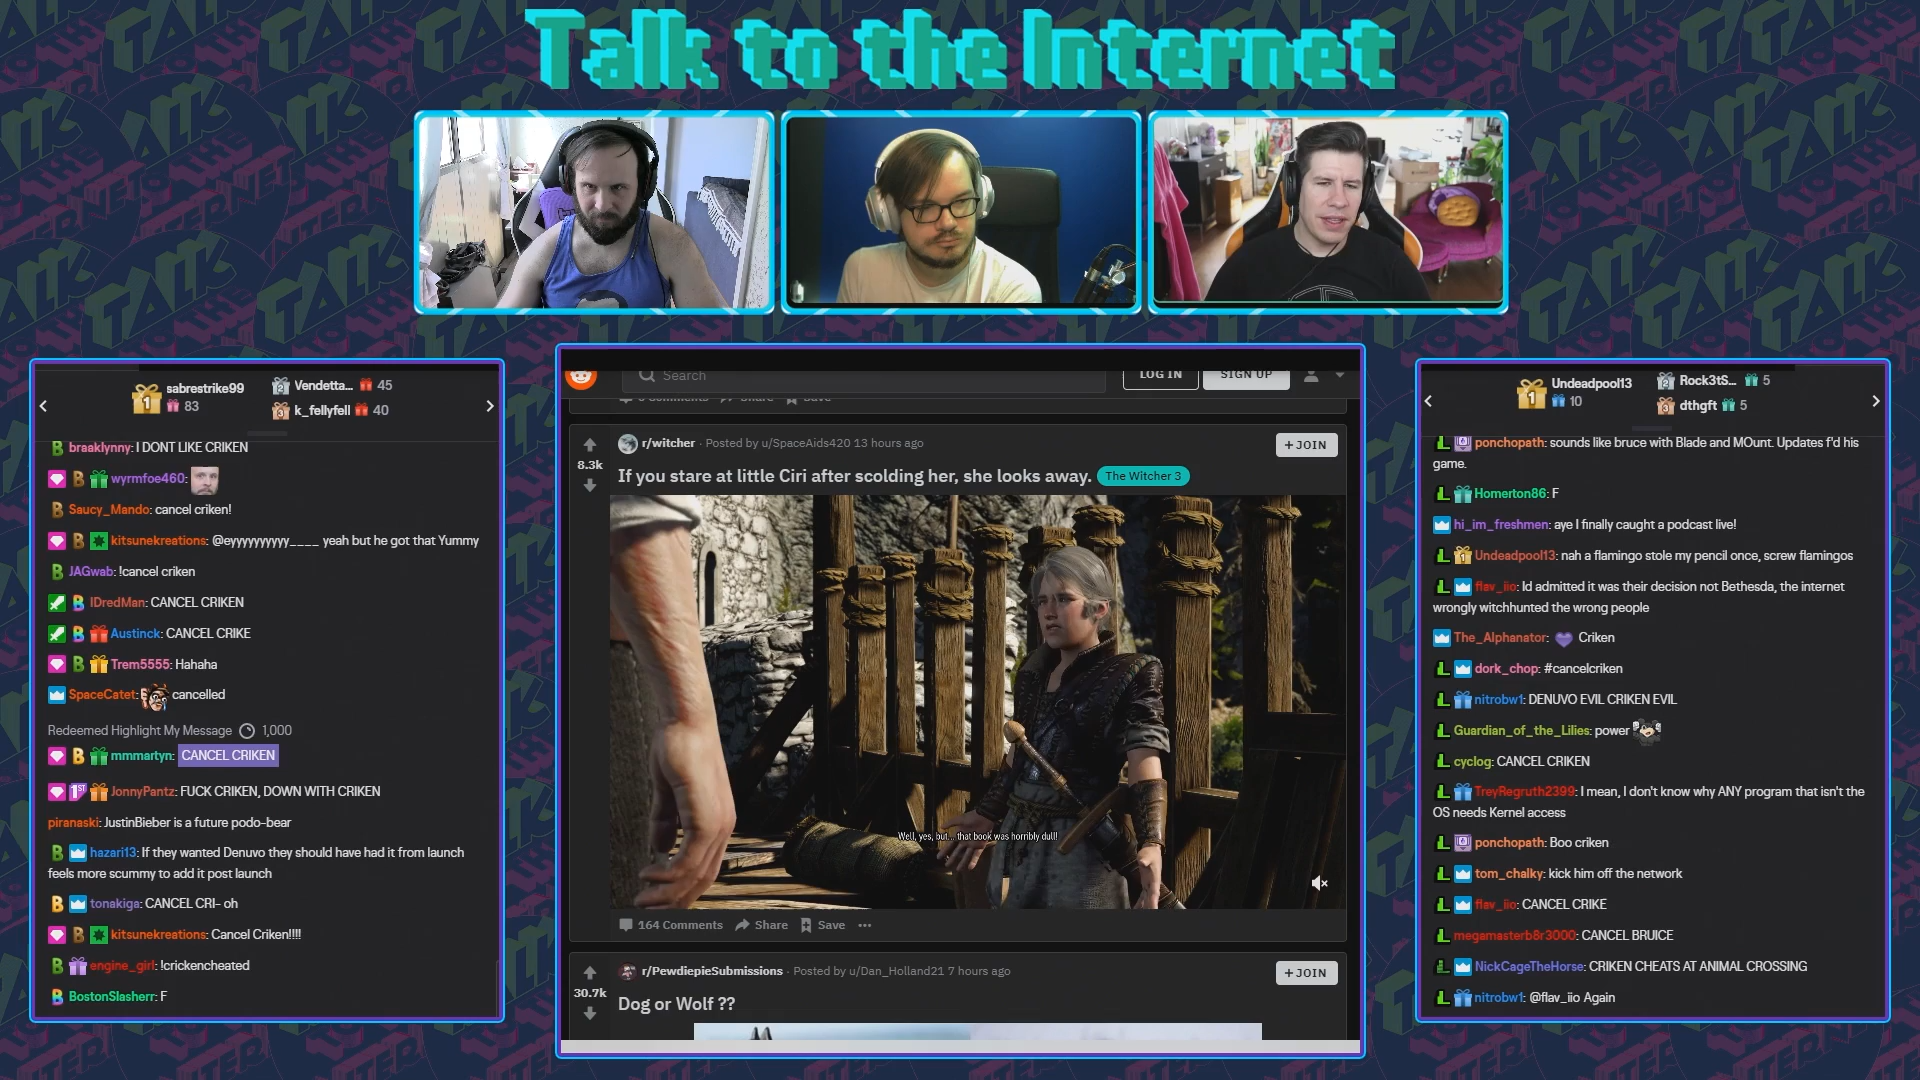 Talk to the Internet
sabrestrike99
83
Vendetta... 45
k_fellyfell 40
braaklynny: I DONT LIKE CRIKEN
wyrmfoe460:
Saucy_Mando: cancel criken!
kitsunekreations: @eyyyyyyyyy____ yeah but he got that Yummy
JAGwab: !cancel criken
IDredMan: CANCEL CRIKEN
Austinck: CANCEL CRIKE
Trem5555: Hahaha
SpaceCatet: cancelled
Redeemed Highlight My Message 1,000
mmmartyn: CANCEL CRIKEN
JonnyPantz: FUCK CRIKEN, DOWN WITH CRIKEN
piranaski: JustinBieber is a future podo-bear
hazari13: If they wanted Denuvo they should have had it from launch
feels more scummy to add it post launch
tonakiga: CANCEL CRI- oh
kitsunekreations: Cancel Criken!!!!
engine_girl: !crickencheated
BostonSlasherr: F
Search
LOG IN
SIGN UP
r/witcher · Posted by u/SpaceAids420 13 hours ago
+ JOIN
8.3k
If you stare at little Ciri after scolding her, she looks away. The Witcher 3
Well, yes, but... that book was horribly dull!
164 Comments Share Save ...
r/PewdiepieSubmissions · Posted by u/Dan_Holland21 7 hours ago
+ JOIN
30.7k
Dog or Wolf ??
Undeadpool13
10
Rock3tS... 5
dthgft 5
ponchopath: sounds like bruce with Blade and MOunt. Updates f'd his
game.
Homerton86: F
hi_im_freshmen: aye I finally caught a podcast live!
Undeadpool13: nah a flamingo stole my pencil once, screw flamingos
flav_iio: Id admitted it was their decision not Bethesda, the internet
wrongly witchhunted the wrong people
The_Alphanator: Criken
dork_chop: #cancelcriken
nitrobw1: DENUVO EVIL CRIKEN EVIL
Guardian_of_the_Lilies: power
cyclog: CANCEL CRIKEN
TreyRegruth2399: I mean, I don't know why ANY program that isn't the
OS needs Kernel access
ponchopath: Boo criken
tom_chalky: kick him off the network
flav_iio: CANCEL CRIKE
megamasterb8r3000: CANCEL BRUICE
NickCageTheHorse: CRIKEN CHEATS AT ANIMAL CROSSING
nitrobw1: @flav_iio Again